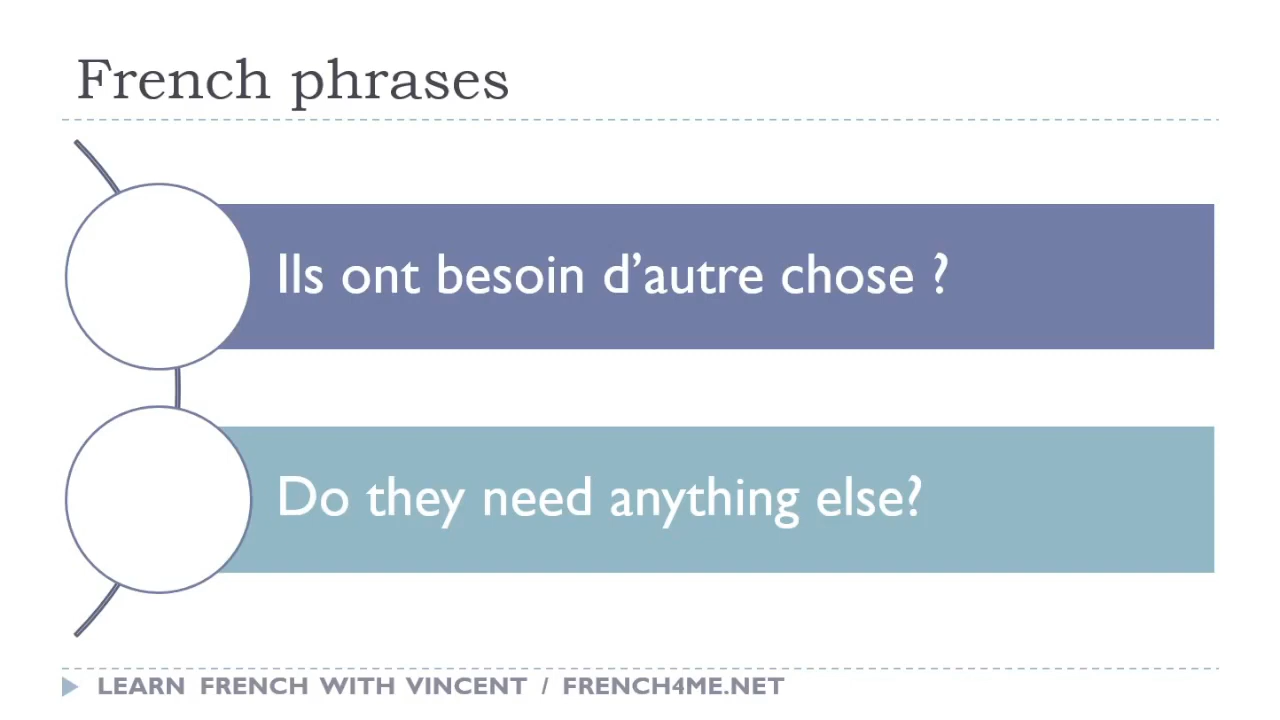 French phrases
Ils ont besoin d’autre chose ?
Do they need anything else?
LEARN FRENCH WITH VINCENT / FRENCH4ME.NET